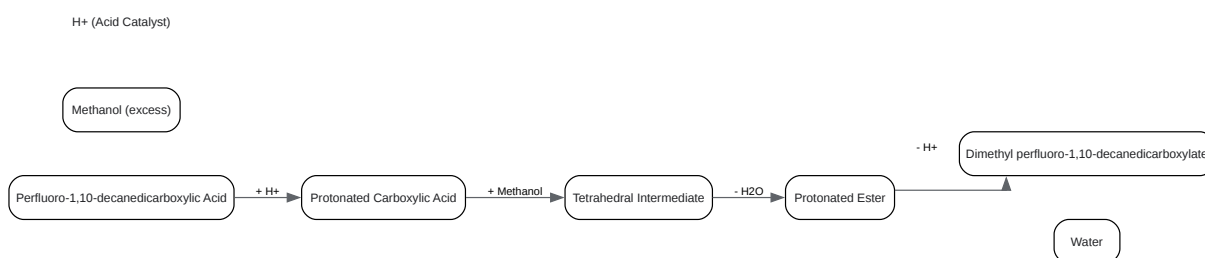 H+ (Acid Catalyst)
Methanol (excess)
- H+
Dimethyl perfluoro-1,10-decanedicarboxylate
Perfluoro-1,10-decanedicarboxylic Acid
+ H+
Protonated Carboxylic Acid
+ Methanol
Tetrahedral Intermediate
- H2O
Protonated Ester
Water